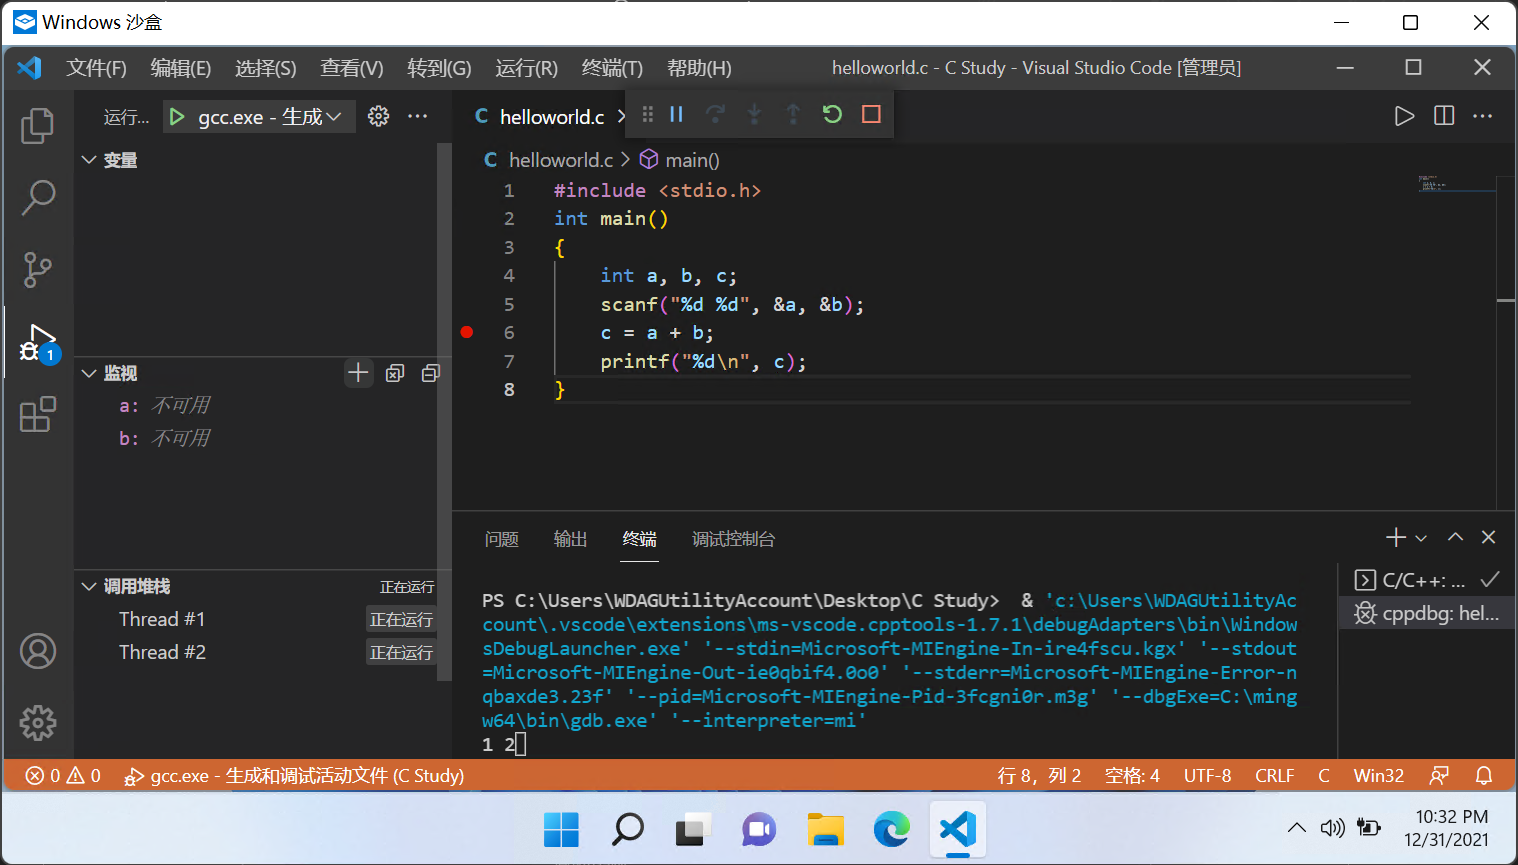 Windows 沙盒
文件(F) 编辑(E) 选择(S) 查看(V) 转到(G) 运行(R) 终端(T) 帮助(H) helloworld.c - C Study - Visual Studio Code [管理员]
运行... gcc.exe - 生成
变量
监视
a: 不可用
b: 不可用
调用堆栈 正在运行
Thread #1 正在运行
Thread #2 正在运行
1
C helloworld.c
C helloworld.c > main()
1 #include <stdio.h>
2 int main()
3 {
4 int a, b, c;
5 scanf("%d %d", &a, &b);
6 c = a + b;
7 printf("%d\n", c);
8 }
问题 输出 终端 调试控制台
PS C:\Users\WDAGUtilityAccount\Desktop\C Study> & 'c:\Users\WDAGUtilityAc
count\.vscode\extensions\ms-vscode.cpptools-1.7.1\debugAdapters\bin\Window
sDebugLauncher.exe' '--stdin=Microsoft-MIEngine-In-ire4fscu.kgx' '--stdout
=Microsoft-MIEngine-Out-ie0qbif4.0o0' '--stderr=Microsoft-MIEngine-Error-n
qbaxde3.23f' '--pid=Microsoft-MIEngine-Pid-3fcgni0r.m3g' '--dbgExe=C:\ming
w64\bin\gdb.exe' '--interpreter=mi'
1 2
C/C++: ...
cppdbg: hel...
0 0 gcc.exe - 生成和调试活动文件 (C Study) 行 8，列 2 空格: 4 UTF-8 CRLF C Win32
10:32 PM
12/31/2021